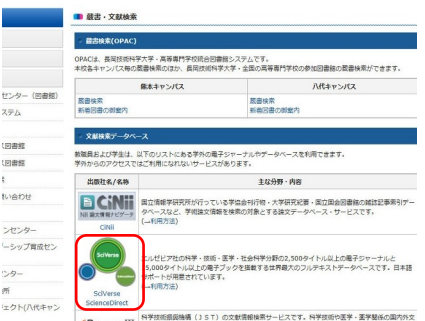 蔵書・文献検索
蔵書検索(OPAC)
OPACは、長岡技術科学大学・高等専門学校統合図書館システムです。
本校各キャンパス毎の蔵書検索のほか、長岡技術科学大学・全国の高等専門学校の参加図書館の蔵書検索ができます。
熊本キャンパス
八代キャンパス
蔵書検索
新着図書の御案内
蔵書検索
新着図書の御案内
文献検索データベース
教職員および学生は、以下のリストにある学外の電子ジャーナルやデータベースを利用できます。
学外からのアクセスではご利用になれないサービスがあります。
出版社名/名称
主な分野・内容
CiNii
NII 論文情報ナビゲータ
CiNii
国立情報学研究所が行っている学協会刊行物・大学研究紀要・国立国会図書館の雑誌記事索引デー
タベースなど、学術論文情報を検索の対象とする論文データベース・サービスです。
(→利用方法)
SciVerse
SciVerse
ScienceDirect
エルゼビア社の科学・技術・医学・社会科学分野の2,500タイトル以上の電子ジャーナルと
5,000タイトル以上の電子ブックを搭載する世界最大のフルテキストデータベースです。日本語
サポートが用意されています。
(→利用方法)
科学技術振興機構（ＪＳＴ）の文献情報検索サービスです。科学技術や医学・薬学関係の国内外文
センター（図書館）
ステム
図書館
図書館
い合わせ
ンセンター
ーシップ育成セン
ンター
所
ェクト(八代キャン